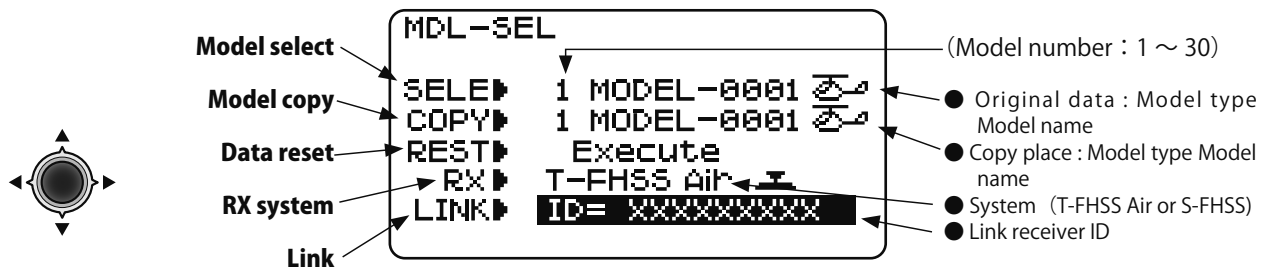 MDL-SEL
Model select
(Model number：1 ～ 30)
SELE 1 MODEL-0001
● Original data : Model type
Model name
Model copy
COPY 1 MODEL-0001
● Copy place : Model type Model
name
Data reset
REST Execute
RX system
RX T-FHSS Air
● System （T-FHSS Air or S-FHSS)
Link
LINK ID= XXXXXXXXX
● Link receiver ID